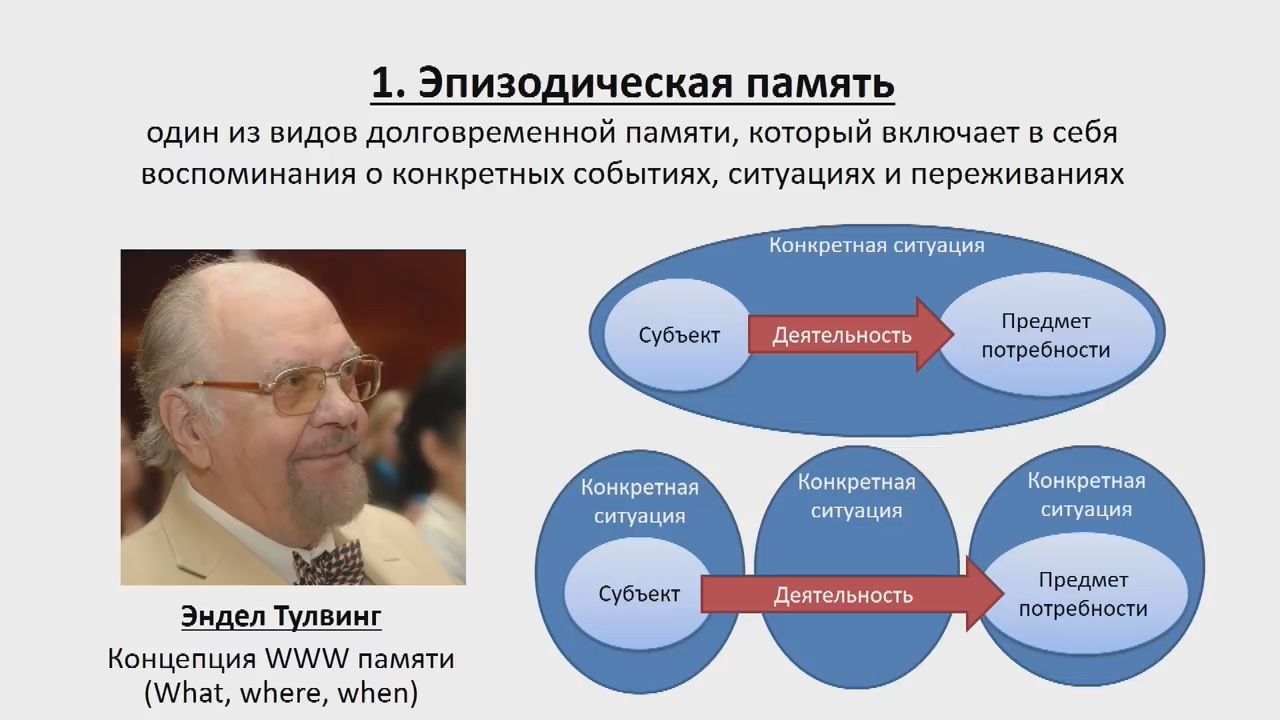 1. Эпизодическая память
один из видов долговременной памяти, который включает в себя
воспоминания о конкретных событиях, ситуациях и переживаниях
Конкретная ситуация
Субъект
Деятельность
Предмет
потребности
Конкретная
ситуация
Субъект
Конкретная
ситуация
Деятельность
Конкретная
ситуация
Предмет
потребности
Эндел Тулвинг
Концепция WWW памяти
(What, where, when)